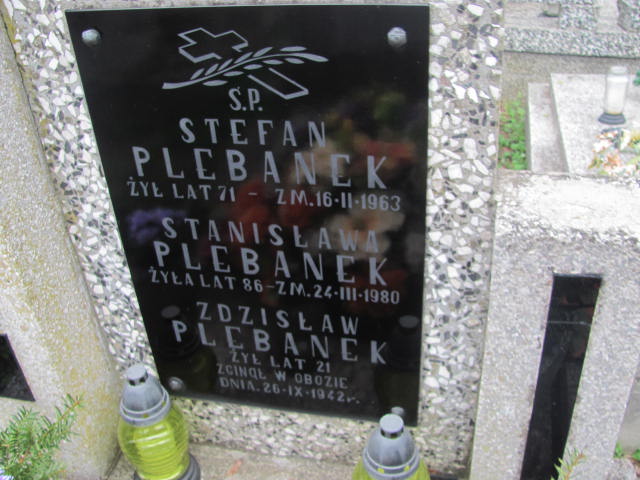 Ś.P.
STEFAN
PLEBANEK
ŻYŁ LAT 71 - ZM. 16·II·1963
STANISŁAWA
PLEBANEK
ŻYŁA LAT 86 - ZM. 24·III·1980
ZDZISŁAW
PLEBANEK
ŻYŁ LAT 21
ZGINĄŁ W OBOZIE
DNIA. 26·IX·1942 r.